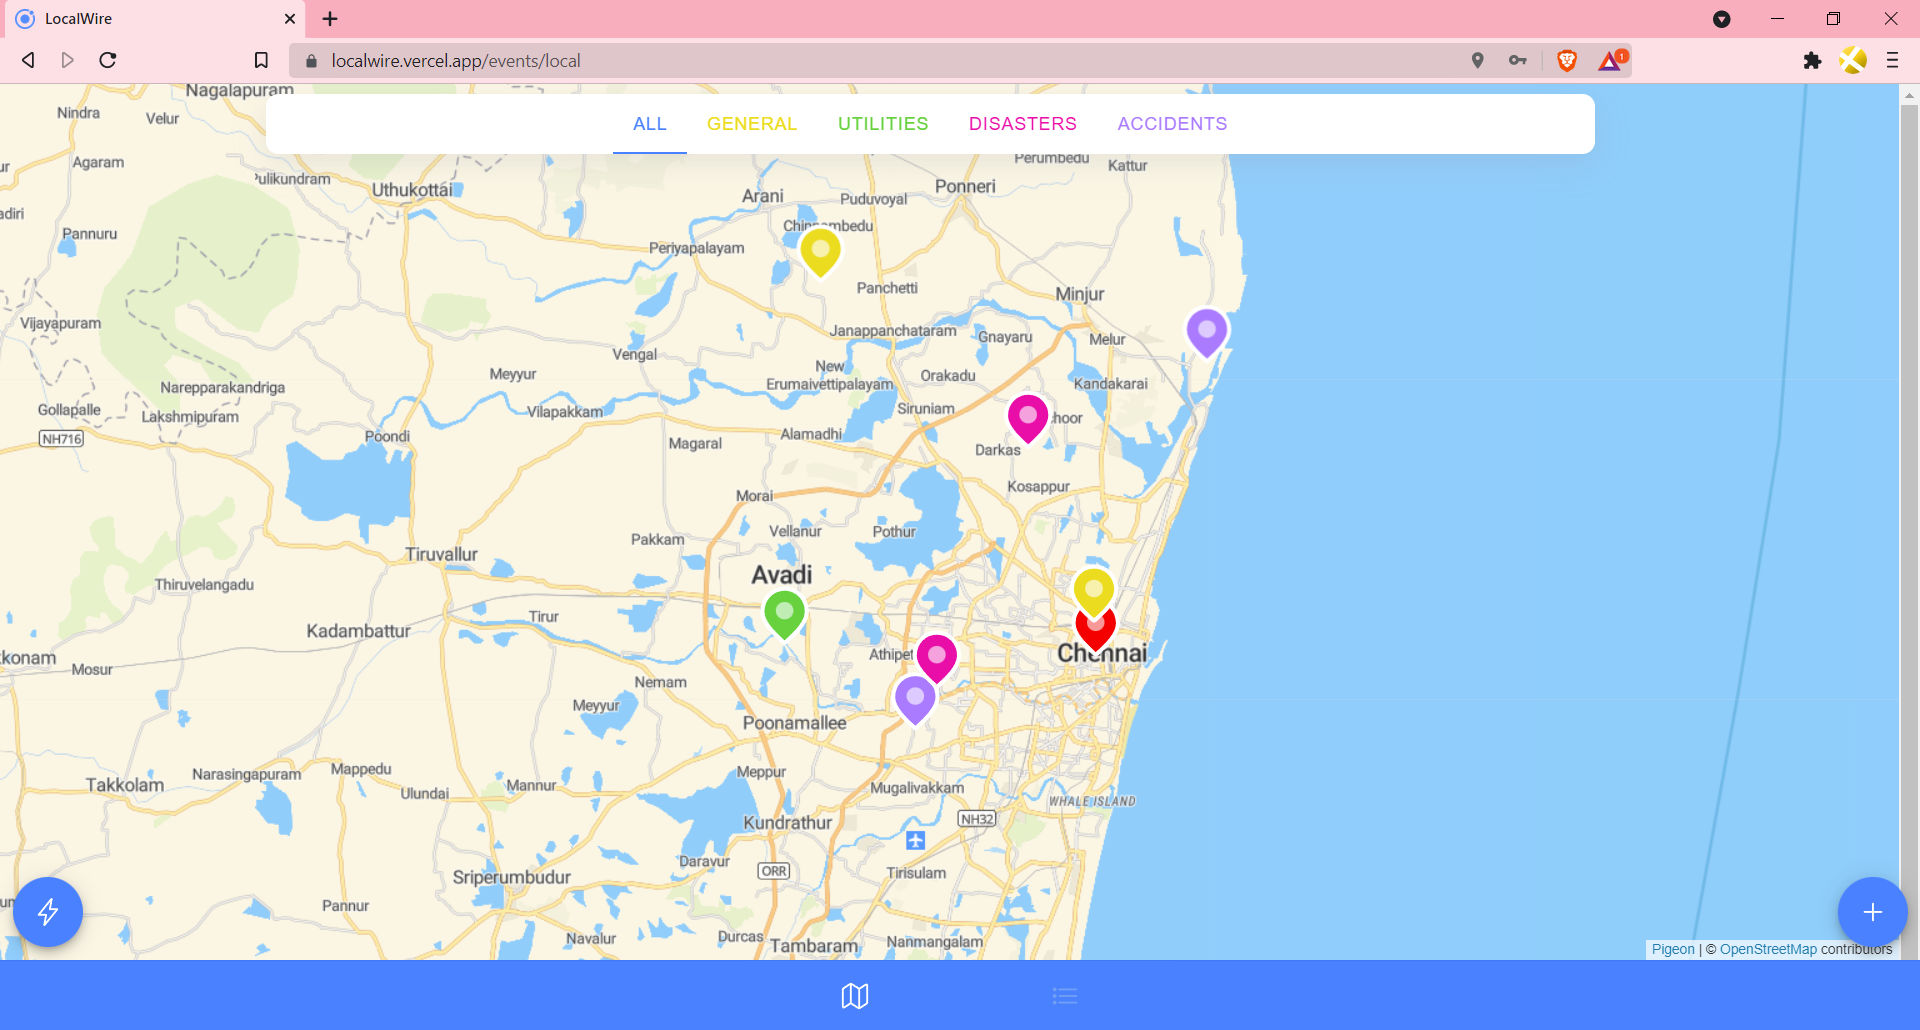 LocalWire
localwire.vercel.app/events/local
1
ALL GENERAL UTILITIES DISASTERS ACCIDENTS
Nagalapuram
Nindra
Velur
Agaram
Pulikundram
Uthukottai
Perumbedu
Kattur
Arani
Puduvoyal
Ponneri
Pannuru
Periyapalayam
Panchetti
Minjur
Vijayapuram
Janappanchataram
Gnayaru
Melur
Vengal
New
Erumaivettipalayam
Orakadu
Kandakarai
Meyyur
Narepparakandriga
Gollapalle
Lakshmipuram
Vilapakkam
Siruniam
NH716
Poondi
Magaral
Alamadhi
Darkas
Morai
Kosappur
Vellanur
Pothur
Pakkam
Tiruvallur
Avadi
Thiruvelangadu
Tirur
Kadambattur
Mosur
Nemam
Chennai
Meyyur
Poonamallee
Takkolam
Narasingapuram
Mappedu
Ulundai
Mannur
Meppur
Mugalivakkam
WHALE ISLAND
Kundrathur
NH32
Daravur
ORR
Tirisulam
Sriperumbudur
Pannur
Navalur
Durcas
Tambaram
Nanmangalam
Pigeon | © OpenStreetMap contributors